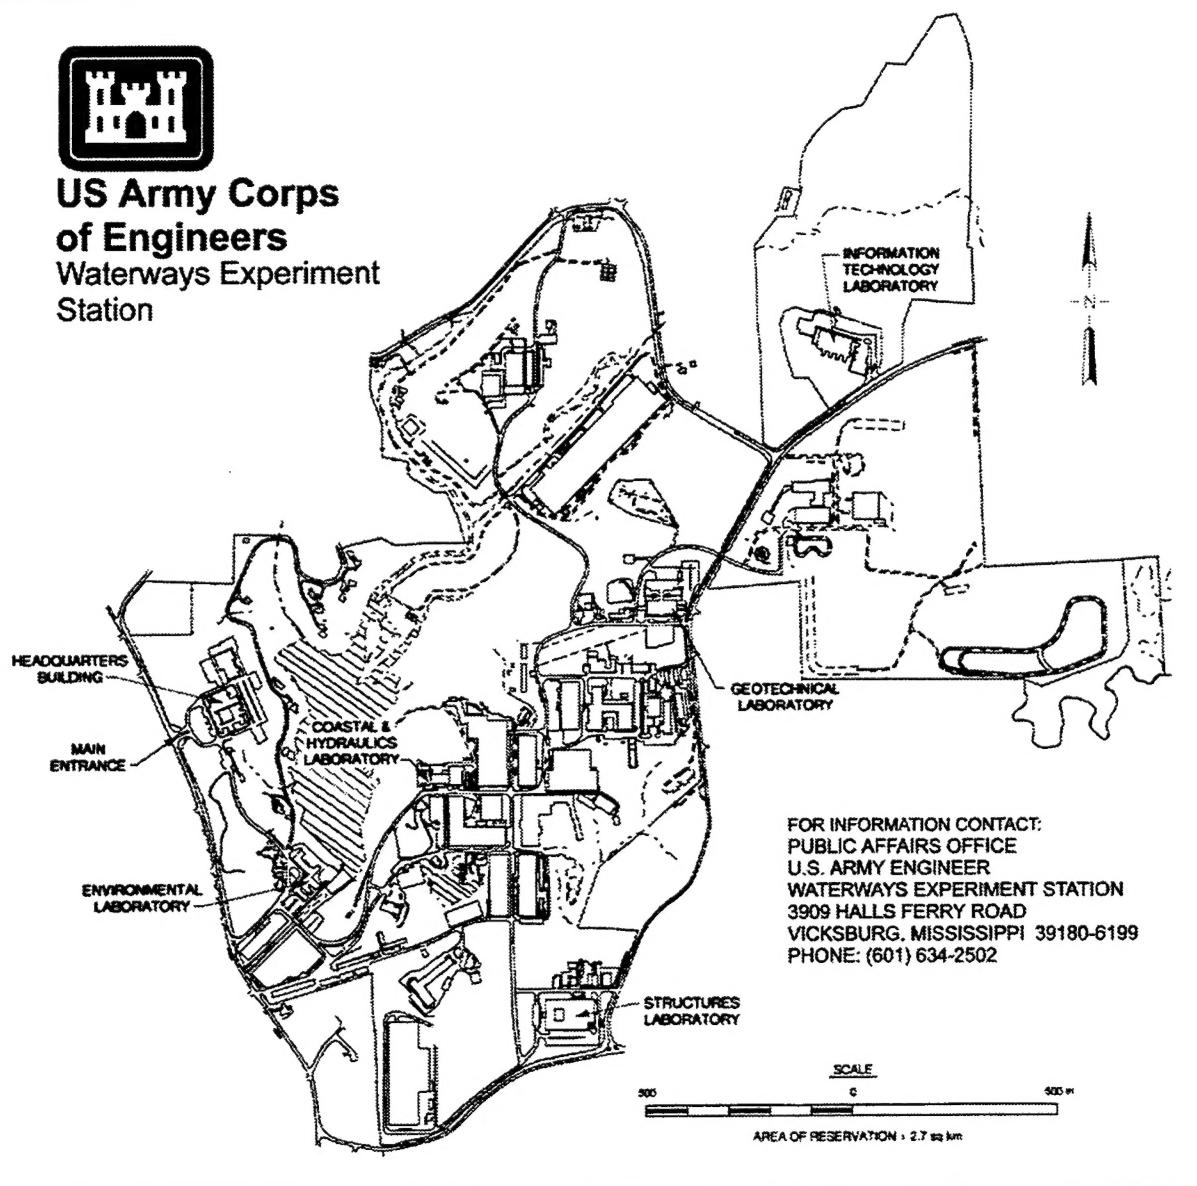 US Army Corps
of Engineers
Waterways Experiment
Station
INFORMATION
TECHNOLOGY
LABORATORY
N
HEADQUARTERS
BUILDING
MAIN
ENTRANCE
COASTAL &
HYDRAULICS
LABORATORY
GEOTECHNICAL
LABORATORY
ENVIRONMENTAL
LABORATORY
FOR INFORMATION CONTACT:
PUBLIC AFFAIRS OFFICE
U.S. ARMY ENGINEER
WATERWAYS EXPERIMENT STATION
3909 HALLS FERRY ROAD
VICKSBURG, MISSISSIPPI 39180-6199
PHONE: (601) 634-2502
STRUCTURES
LABORATORY
SCALE
500 0 500 m
AREA OF RESERVATION = 2.7 sq km